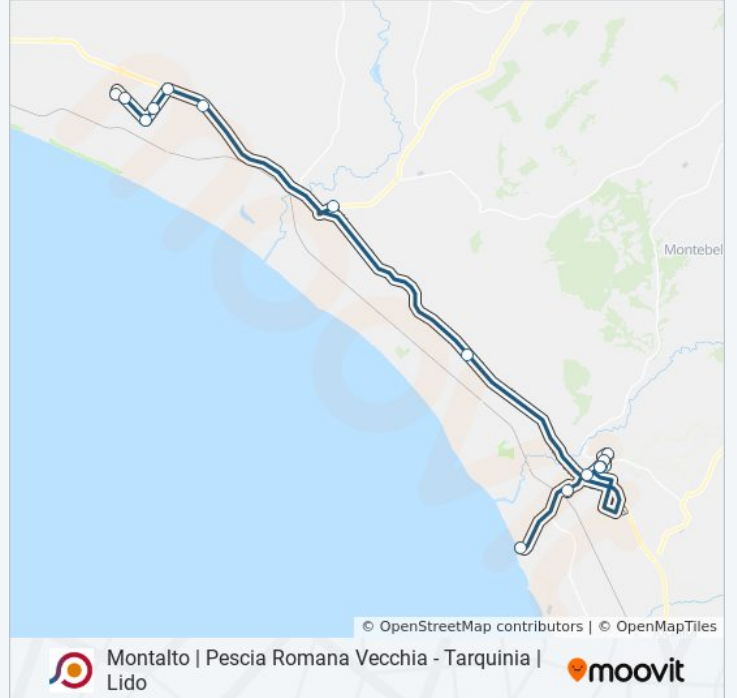 Montebel
© OpenStreetMap contributors | © OpenMapTiles
Montalto | Pescia Romana Vecchia - Tarquinia |
Lido
moovit